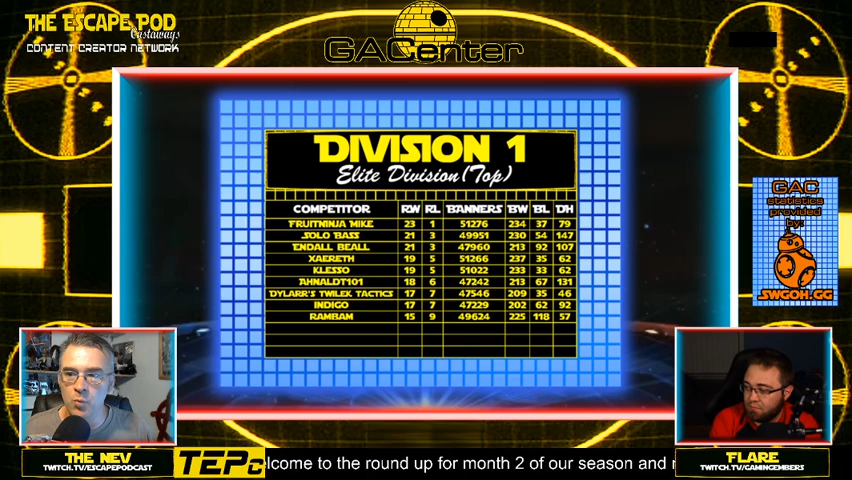 THE ESCAPE POD
Castaways
CONTENT CREATOR NETWORK
GACenter
DIVISION 1
Elite Division (Top)
COMPETITOR RW RL BANNERS BW BL DH
FRUITNINJA MIKE 23 1 51276 234 37 79
SOLO BASS 21 3 49951 230 54 147
ENDALL BEALL 21 3 47960 213 92 107
XAERETH 19 5 51266 237 35 62
KLESSO 19 5 51022 233 33 62
AHNALDT101 18 6 47242 213 67 131
DYLARR'S TWILEK TACTICS 17 7 47546 209 35 46
INDIGO 17 7 47229 202 62 92
RAMBAM 15 9 49624 225 118 57
GAC
statistics
provided
by:
SWGOH.GG
THE NEV
TWITCH.TV/ESCAPEPODCAST
FLARE
TWITCH.TV/GAMINGEMBERS
TEPC
elcome to the round up for month 2 of our season and